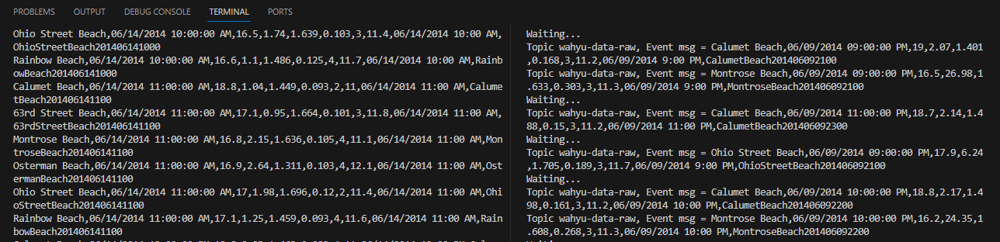 PROBLEMS OUTPUT DEBUG CONSOLE TERMINAL PORTS
Ohio Street Beach,06/14/2014 10:00:00 AM,16.5,1.74,1.639,0.103,3,11.4,06/14/2014 10:00 AM,
OhioStreetBeach201406141000
Rainbow Beach,06/14/2014 10:00:00 AM,16.6,1.1,1.486,0.125,4,11.7,06/14/2014 10:00 AM,Rainb
owBeach201406141000
Calumet Beach,06/14/2014 11:00:00 AM,18.8,1.04,1.449,0.093,2,11,06/14/2014 11:00 AM,Calume
tBeach201406141100
63rd Street Beach,06/14/2014 11:00:00 AM,17.1,0.95,1.664,0.101,3,11.8,06/14/2014 11:00 AM,
63rdStreetBeach201406141100
Montrose Beach,06/14/2014 11:00:00 AM,16.8,2.15,1.636,0.105,4,11.1,06/14/2014 11:00 AM,Mon
troseBeach201406141100
Osterman Beach,06/14/2014 11:00:00 AM,16.9,2.64,1.311,0.103,4,12.1,06/14/2014 11:00 AM,Ost
ermanBeach201406141100
Ohio Street Beach,06/14/2014 11:00:00 AM,17,1.98,1.696,0.12,2,11.4,06/14/2014 11:00 AM,Ohi
oStreetBeach201406141100
Rainbow Beach,06/14/2014 11:00:00 AM,17.1,1.25,1.459,0.093,4,11.6,06/14/2014 11:00 AM,Rain
bowBeach201406141100
Waiting...
Topic wahyu-data-raw, Event msg = Calumet Beach,06/09/2014 09:00:00 PM,19,2.07,1.401
,0.168,3,11.2,06/09/2014 9:00 PM,CalumetBeach201406092100
Topic wahyu-data-raw, Event msg = Montrose Beach,06/09/2014 09:00:00 PM,16.5,26.98,1
.633,0.303,3,11.3,06/09/2014 9:00 PM,MontroseBeach201406092100
Waiting...
Topic wahyu-data-raw, Event msg = Calumet Beach,06/09/2014 11:00:00 PM,18.7,2.14,1.4
88,0.15,3,11.2,06/09/2014 11:00 PM,CalumetBeach201406092300
Waiting...
Topic wahyu-data-raw, Event msg = Ohio Street Beach,06/09/2014 09:00:00 PM,17.9,6.24
,1.705,0.189,3,11.7,06/09/2014 9:00 PM,OhioStreetBeach201406092100
Waiting...
Topic wahyu-data-raw, Event msg = Calumet Beach,06/09/2014 10:00:00 PM,18.8,2.17,1.4
98,0.161,3,11.2,06/09/2014 10:00 PM,CalumetBeach201406092200
Topic wahyu-data-raw, Event msg = Montrose Beach,06/09/2014 10:00:00 PM,16.2,24.35,1
.608,0.268,3,11.3,06/09/2014 10:00 PM,MontroseBeach201406092200